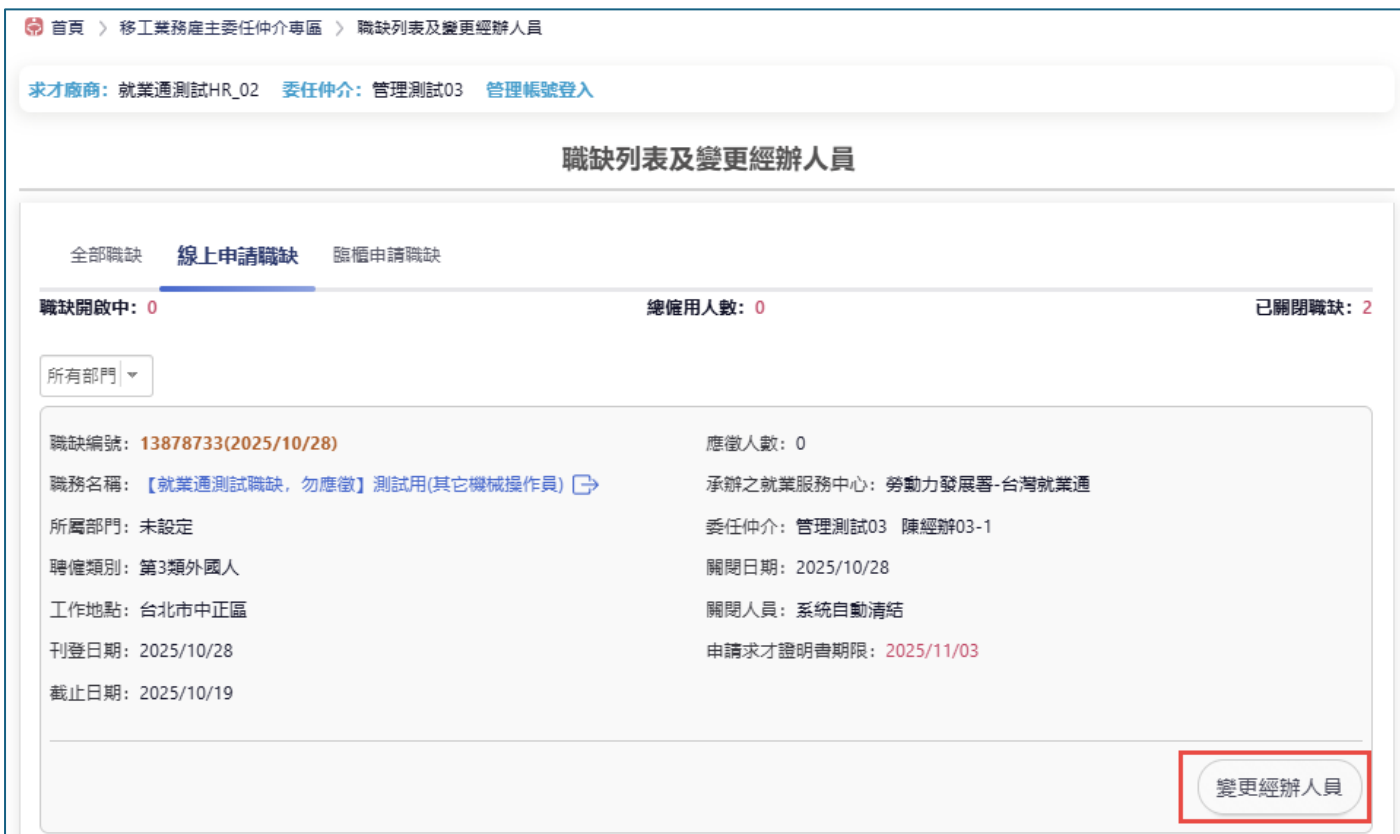 首頁 > 移工業務雇主委任仲介專區 > 職缺列表及變更經辦人員
求才廠商：就業通測試HR_02 委任仲介：管理測試03 管理帳號登入
職缺列表及變更經辦人員
全部職缺 線上申請職缺 臨櫃申請職缺
職缺開啟中：0 總僱用人數：0 已關閉職缺：2
所有部門
職缺編號：13878733(2025/10/28) 應徵人數：0
職務名稱：【就業通測試職缺，勿應徵】測試用(其它機械操作員) 承辦之就業服務中心：勞動力發展署-台灣就業通
所屬部門：未設定 委任仲介：管理測試03 陳經辦03-1
聘僱類別：第3類外國人 關閉日期：2025/10/28
工作地點：台北市中正區 關閉人員：系統自動清結
刊登日期：2025/10/28 申請求才證明書期限：2025/11/03
截止日期：2025/10/19
變更經辦人員